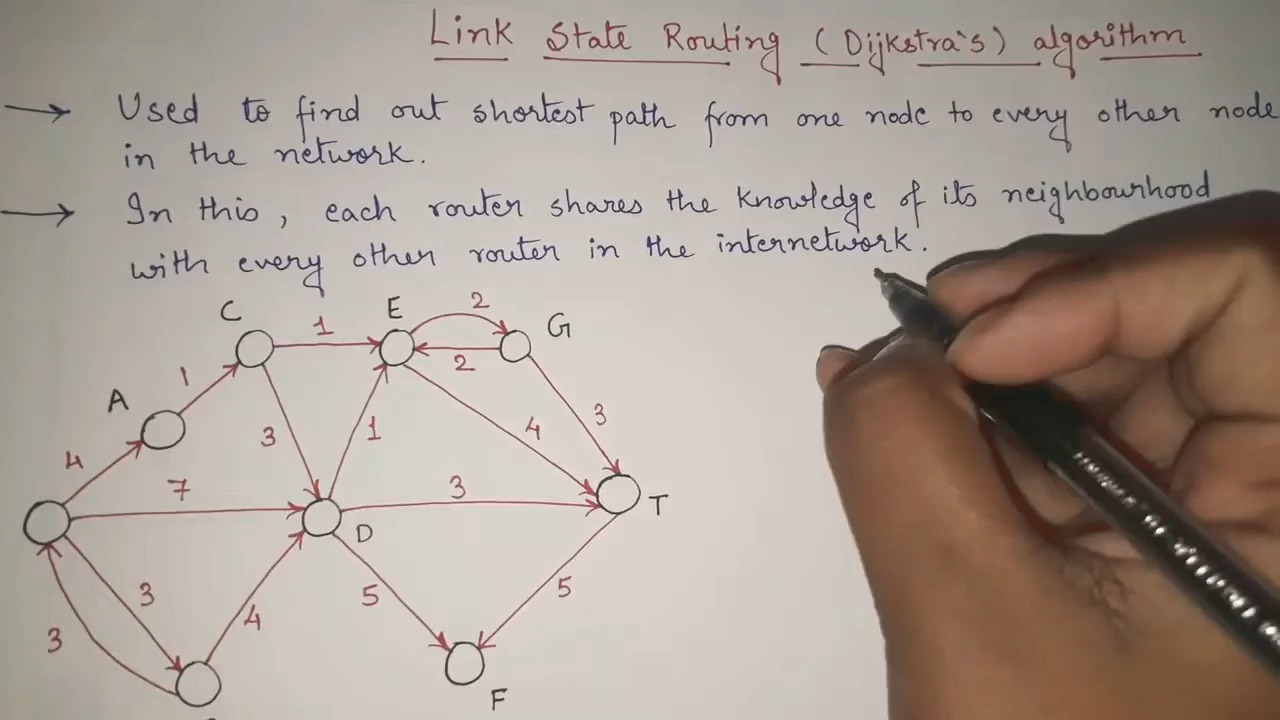 Link State Routing (Dijkstra's) algorithm
→ Used to find out shortest path from one node to every other node
in the network.
→ In this, each router shares the knowledge of its neighbourhood
with every other router in the internetwork.
C 1 E 2 G
2
A 1
3 1 4 3
4
7 3 T
D
3 5 5
3 4
F